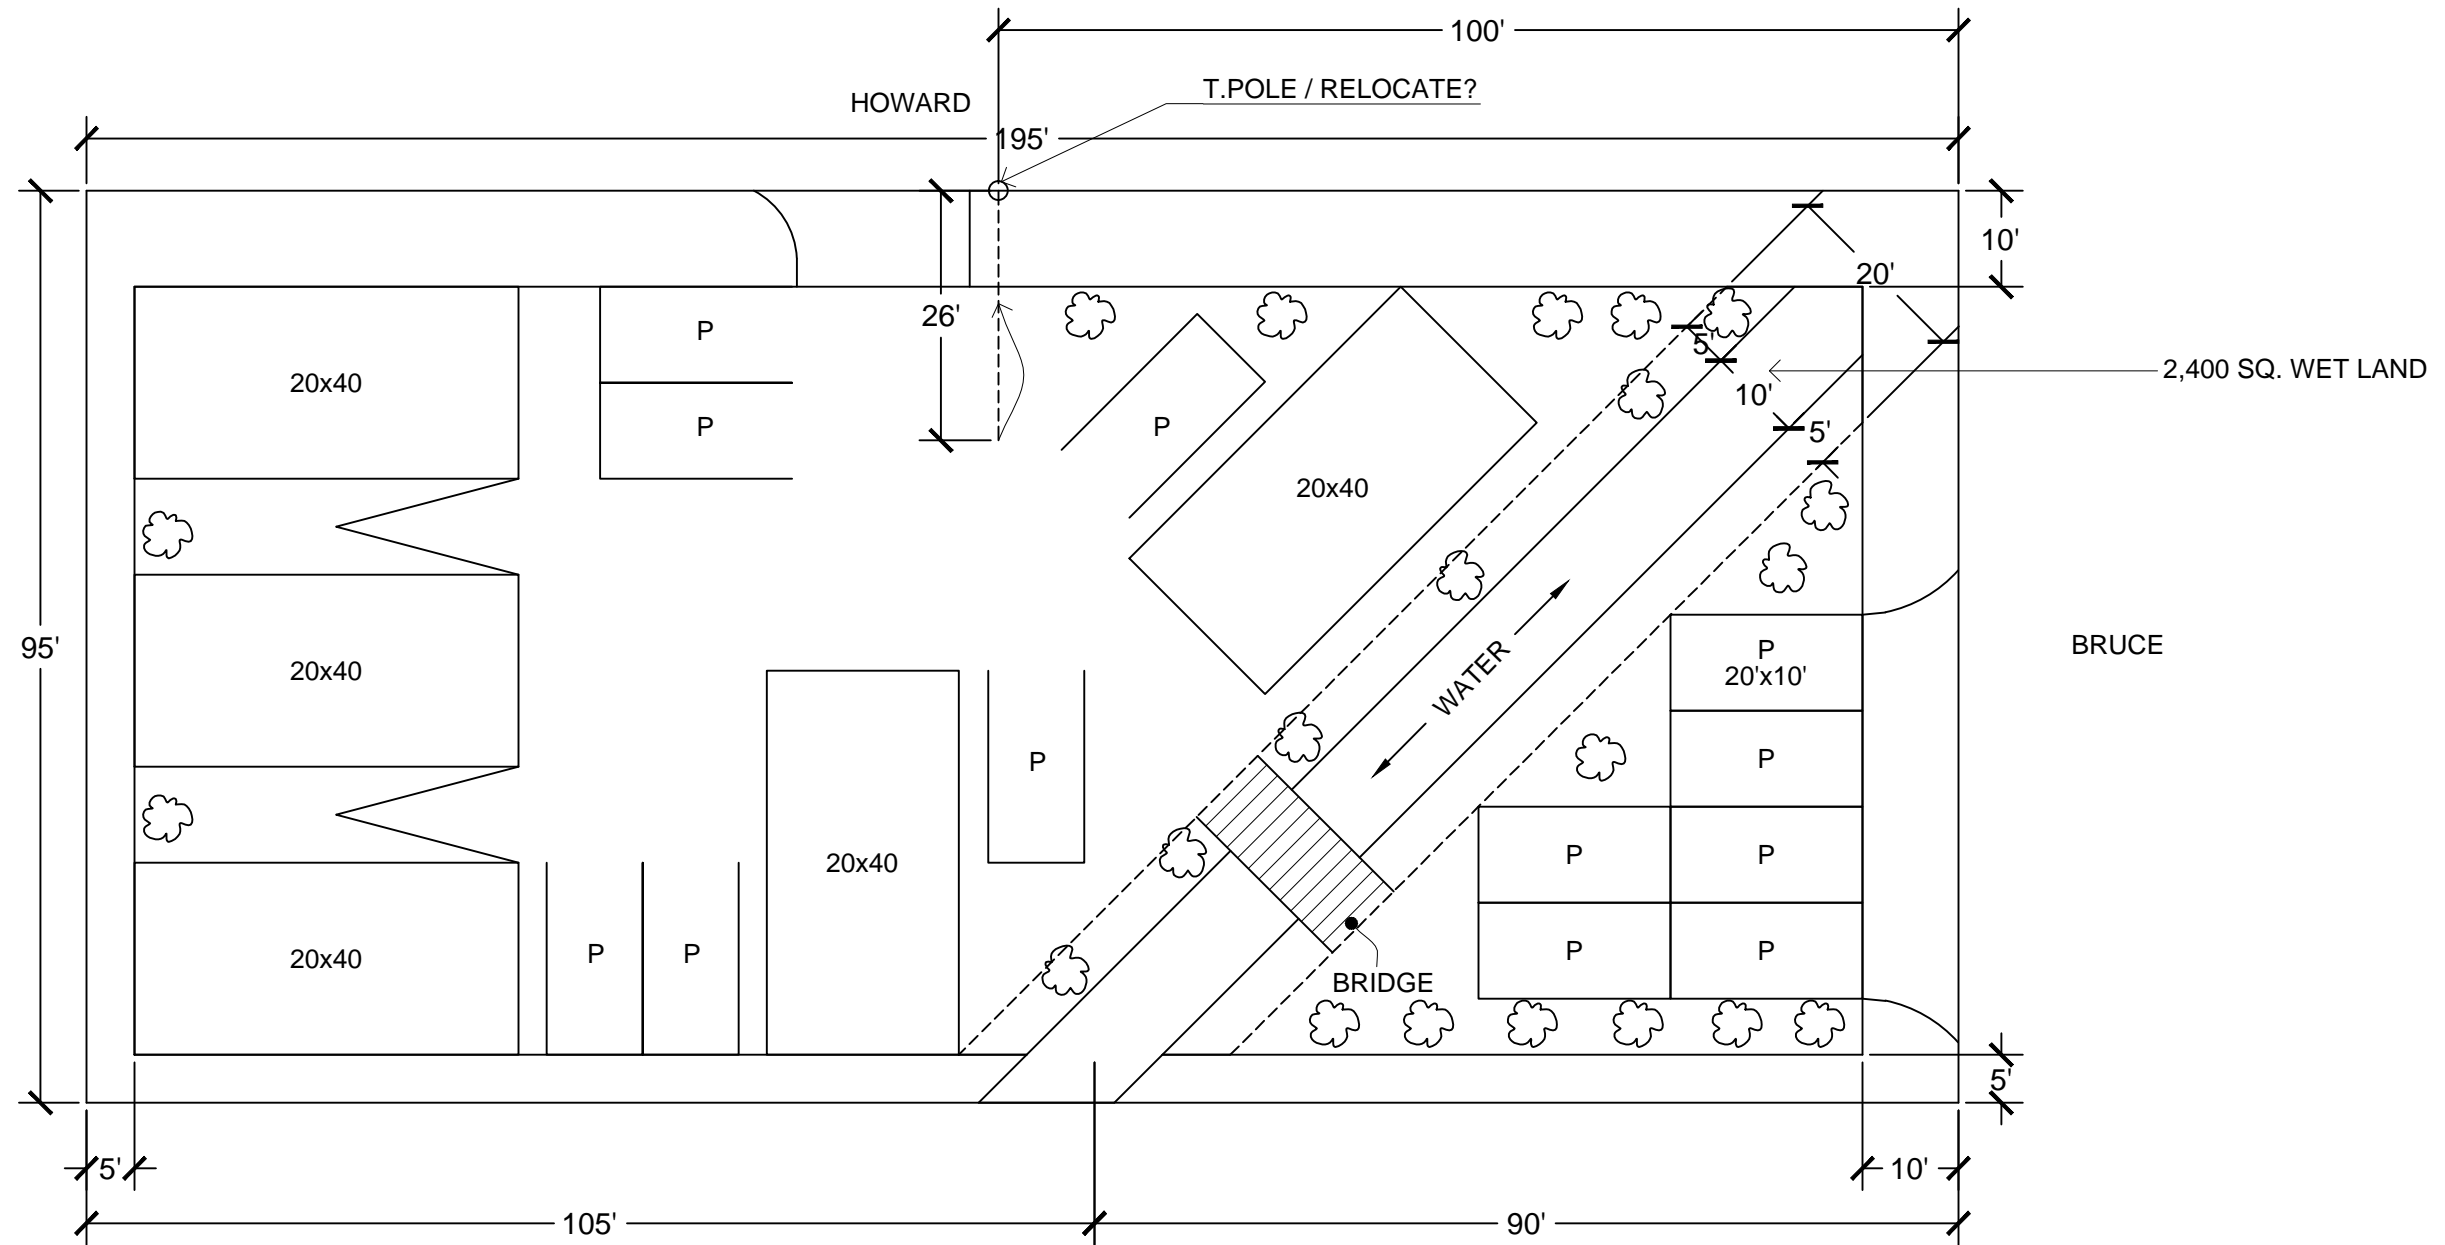 100'
T.POLE / RELOCATE?
HOWARD
195'
10'
20'
26'
P
20x40
5'
2,400 SQ. WET LAND
10'
P
P
5'
20x40
95'
WATER
BRUCE
P
20'x10'
20x40
P
P
20x40
P
P
20x40
P
P
P
P
BRIDGE
5'
5'
10'
105'
90'